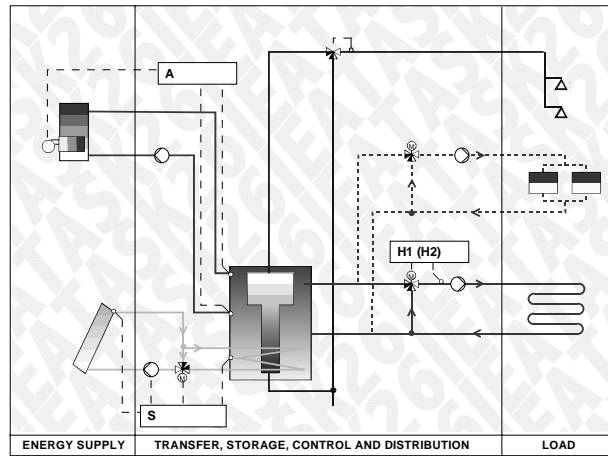 A
M
H1 (H2)
M
M
S
ENERGY SUPPLY
TRANSFER, STORAGE, CONTROL AND DISTRIBUTION
LOAD